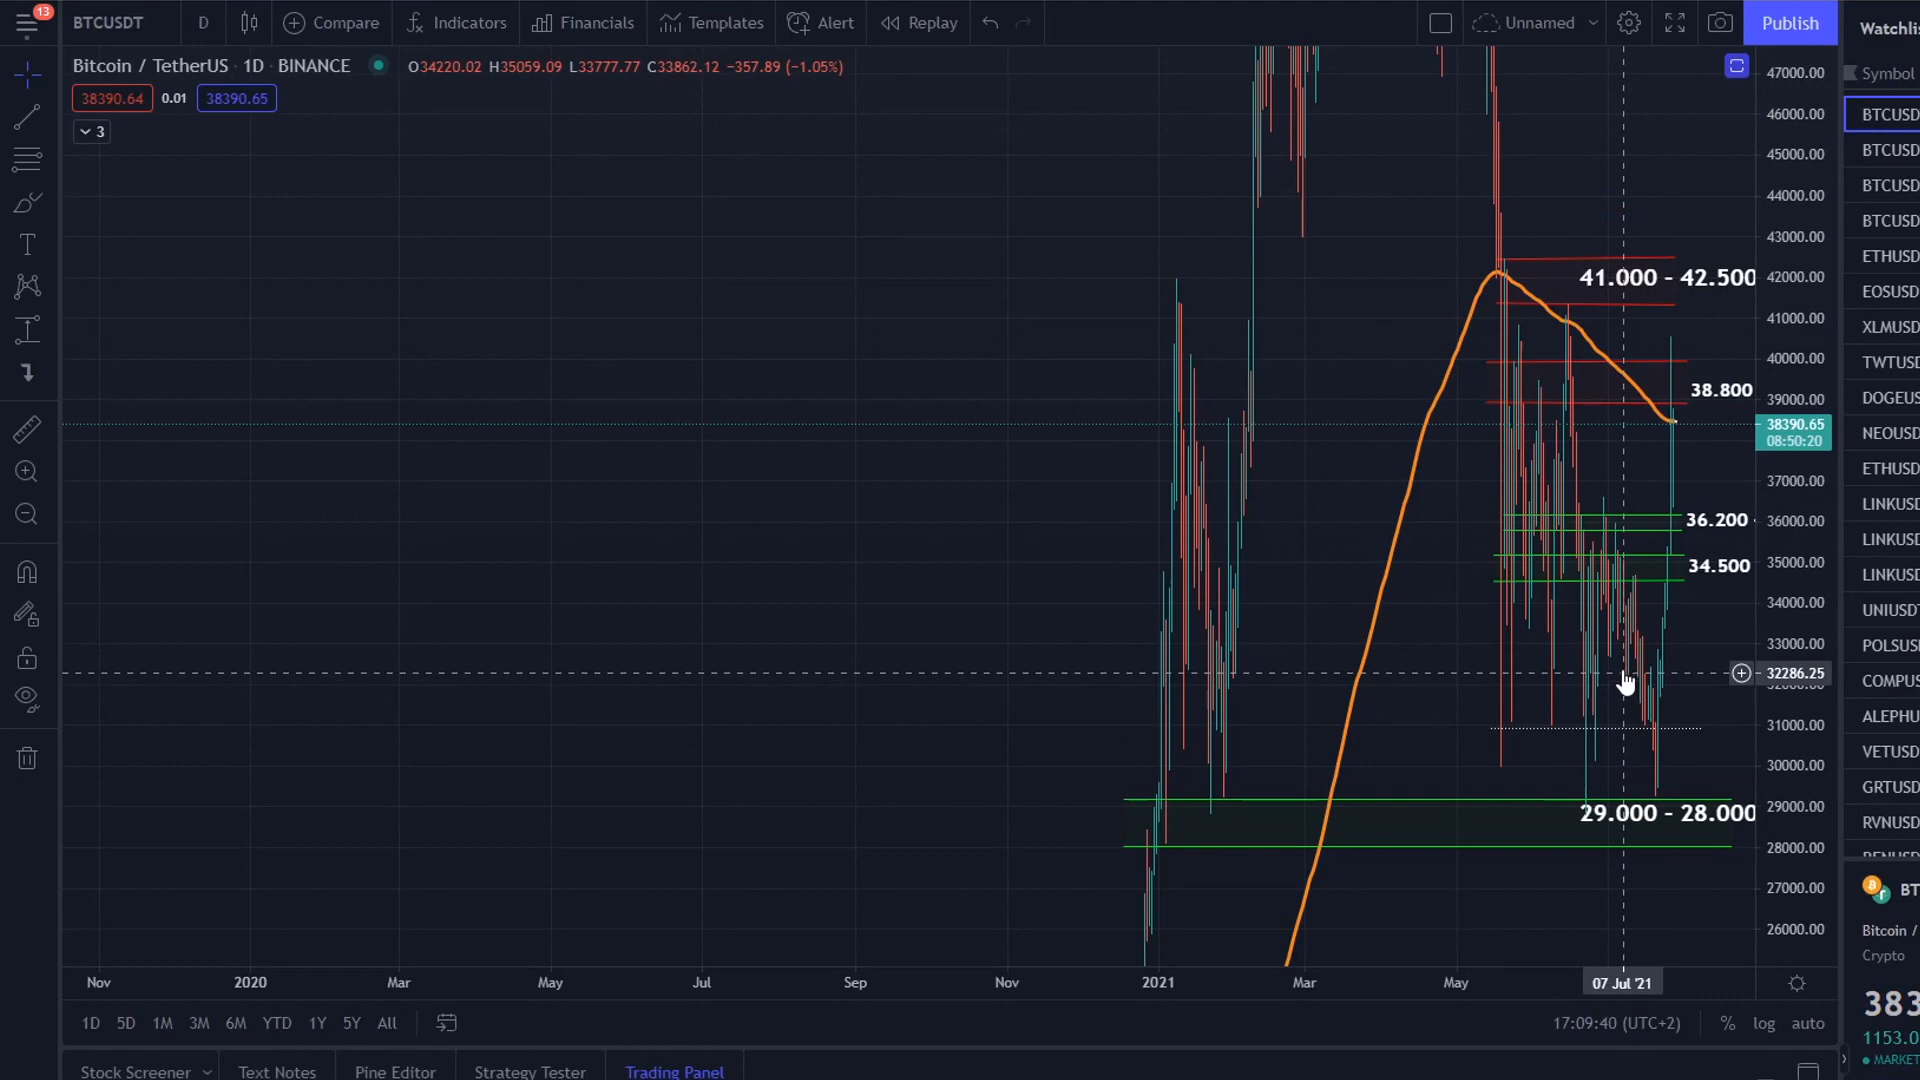 13
BTCUSDT D Compare Indicators Financials Templates Alert Replay Unnamed Publish
Watchlis
Bitcoin / TetherUS · 1D · BINANCE O34220.02 H35059.09 L33777.77 C33862.12 −357.89 (−1.05%)
38390.64 0.01 38390.65
3
Symbol
BTCUSD
BTCUSD
BTCUSD
BTCUSD
ETHUSD
EOSUSD
XLMUSD
TWTUSD
DOGEUS
NEOUSD
ETHUSD
LINKUSD
LINKUSD
LINKUSD
UNIUSDT
POLSUSI
COMPUS
ALEPHU
VETUSD
GRTUSD
RVNUSD
47000.00
46000.00
45000.00
44000.00
43000.00
42000.00
41000.00
40000.00
39000.00
38390.65
08:50:20
37000.00
36000.00
35000.00
34000.00
33000.00
32286.25
31000.00
30000.00
29000.00
28000.00
27000.00
26000.00
41.000 - 42.500
38.800
36.200 -
34.500
29.000 - 28.000
Nov 2020 Mar May Jul Sep Nov 2021 Mar May 07 Jul '21
1D 5D 1M 3M 6M YTD 1Y 5Y All 17:09:40 (UTC+2) % log auto
Stock Screener Text Notes Pine Editor Strategy Tester Trading Panel
BT
Bitcoin /
Crypto
383
1153.0
MARKET